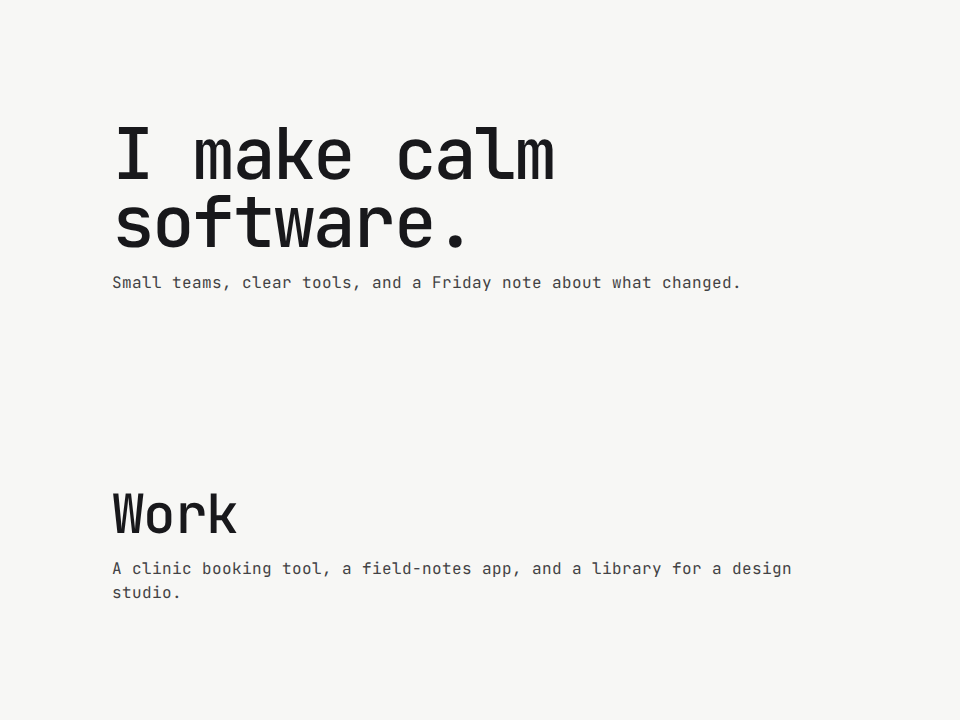 I make calm
software.
Small teams, clear tools, and a Friday note about what changed.
Work
A clinic booking tool, a field-notes app, and a library for a design
studio.